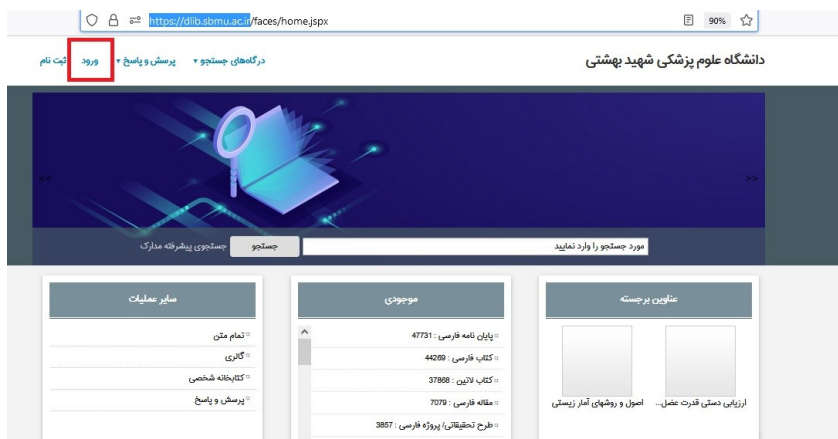 https://dlib.sbmu.ac.ir/faces/home.jspx
90%
دانشگاه علوم پزشکی شهید بهشتی
درگاه‌های جستجو ▾ پرسش و پاسخ ▾ ورود ثبت نام
<< >>
مورد جستجو را وارد نمایید
جستجو
جستجوی پیشرفته مدارک
عناوین برجسته
ارزیابی دستی قدرت عضل...
اصول و روشهای آمار زیستی
موجودی
پایان نامه فارسی : 47731
کتاب فارسی : 44269
کتاب لاتین : 37868
مقاله فارسی : 7079
طرح تحقیقاتی/ پروژه فارسی : 3857
سایر عملیات
تمام متن
گالری
کتابخانه شخصی
پرسش و پاسخ